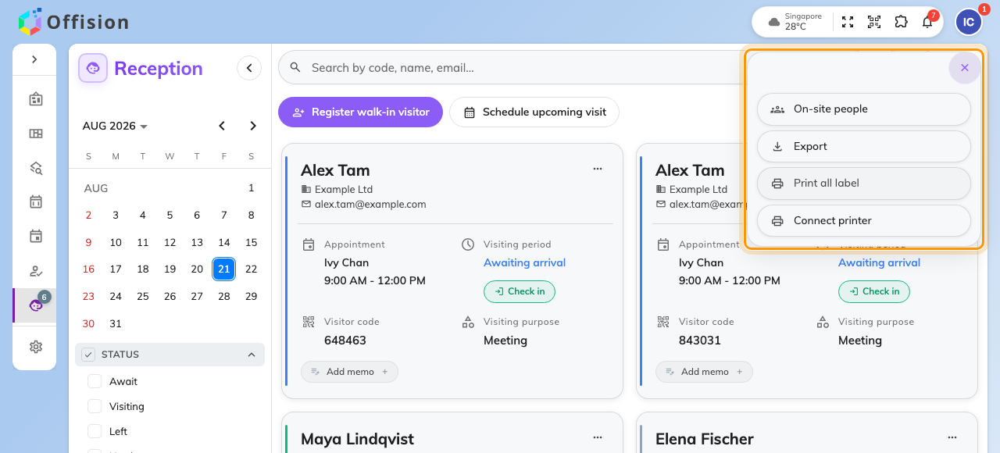 Offision
Singapore
28°C
7
IC
1
Reception
Search by code, name, email...
Register walk-in visitor
Schedule upcoming visit
On-site people
Export
Print all label
Connect printer
AUG 2026
S M T W T F S
AUG 1
2 3 4 5 6 7 8
9 10 11 12 13 14 15
16 17 18 19 20 21 22
23 24 25 26 27 28 29
30 31
6
STATUS
Await
Visiting
Left
Alex Tam
Example Ltd
alex.tam@example.com
Appointment
Ivy Chan
9:00 AM - 12:00 PM
Visiting period
Awaiting arrival
Check in
Visitor code
648463
Visiting purpose
Meeting
Add memo +
Alex Tam
Example Ltd
alex.tam@examp
Appointment
Ivy Chan
9:00 AM - 12:00 PM
Visiting period
Awaiting arrival
Check in
Visitor code
843031
Visiting purpose
Meeting
Add memo +
Maya Lindqvist
Elena Fischer